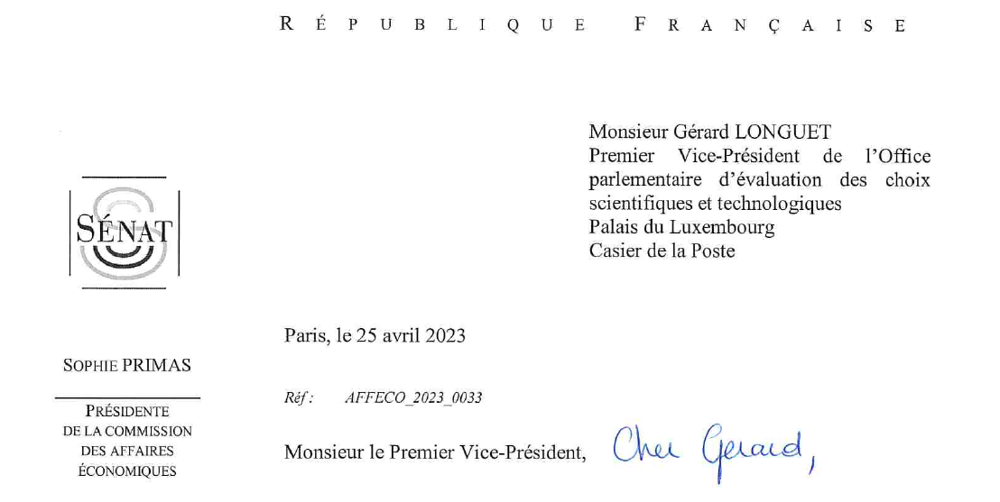 RÉPUBLIQUE FRANÇAISE
Monsieur Gérard LONGUET
Premier Vice-Président de l'Office
parlementaire d'évaluation des choix
scientifiques et technologiques
Palais du Luxembourg
Casier de la Poste
SÉNAT
Paris, le 25 avril 2023
SOPHIE PRIMAS
PRÉSIDENTE
DE LA COMMISSION
DES AFFAIRES
ÉCONOMIQUES
Réf : AFFECO_2023_0033
Monsieur le Premier Vice-Président, Cher Gerard,